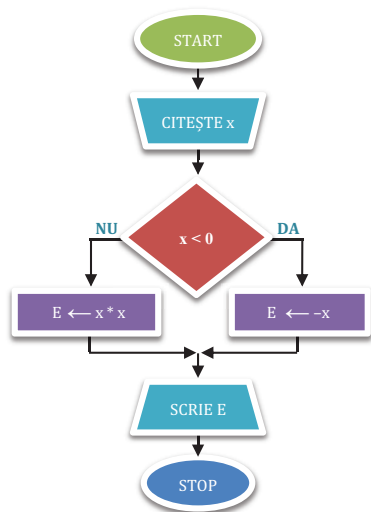 START
CITEȘTE x
NU
DA
x < 0
E ← x * x
E ← –x
SCRIE E
STOP